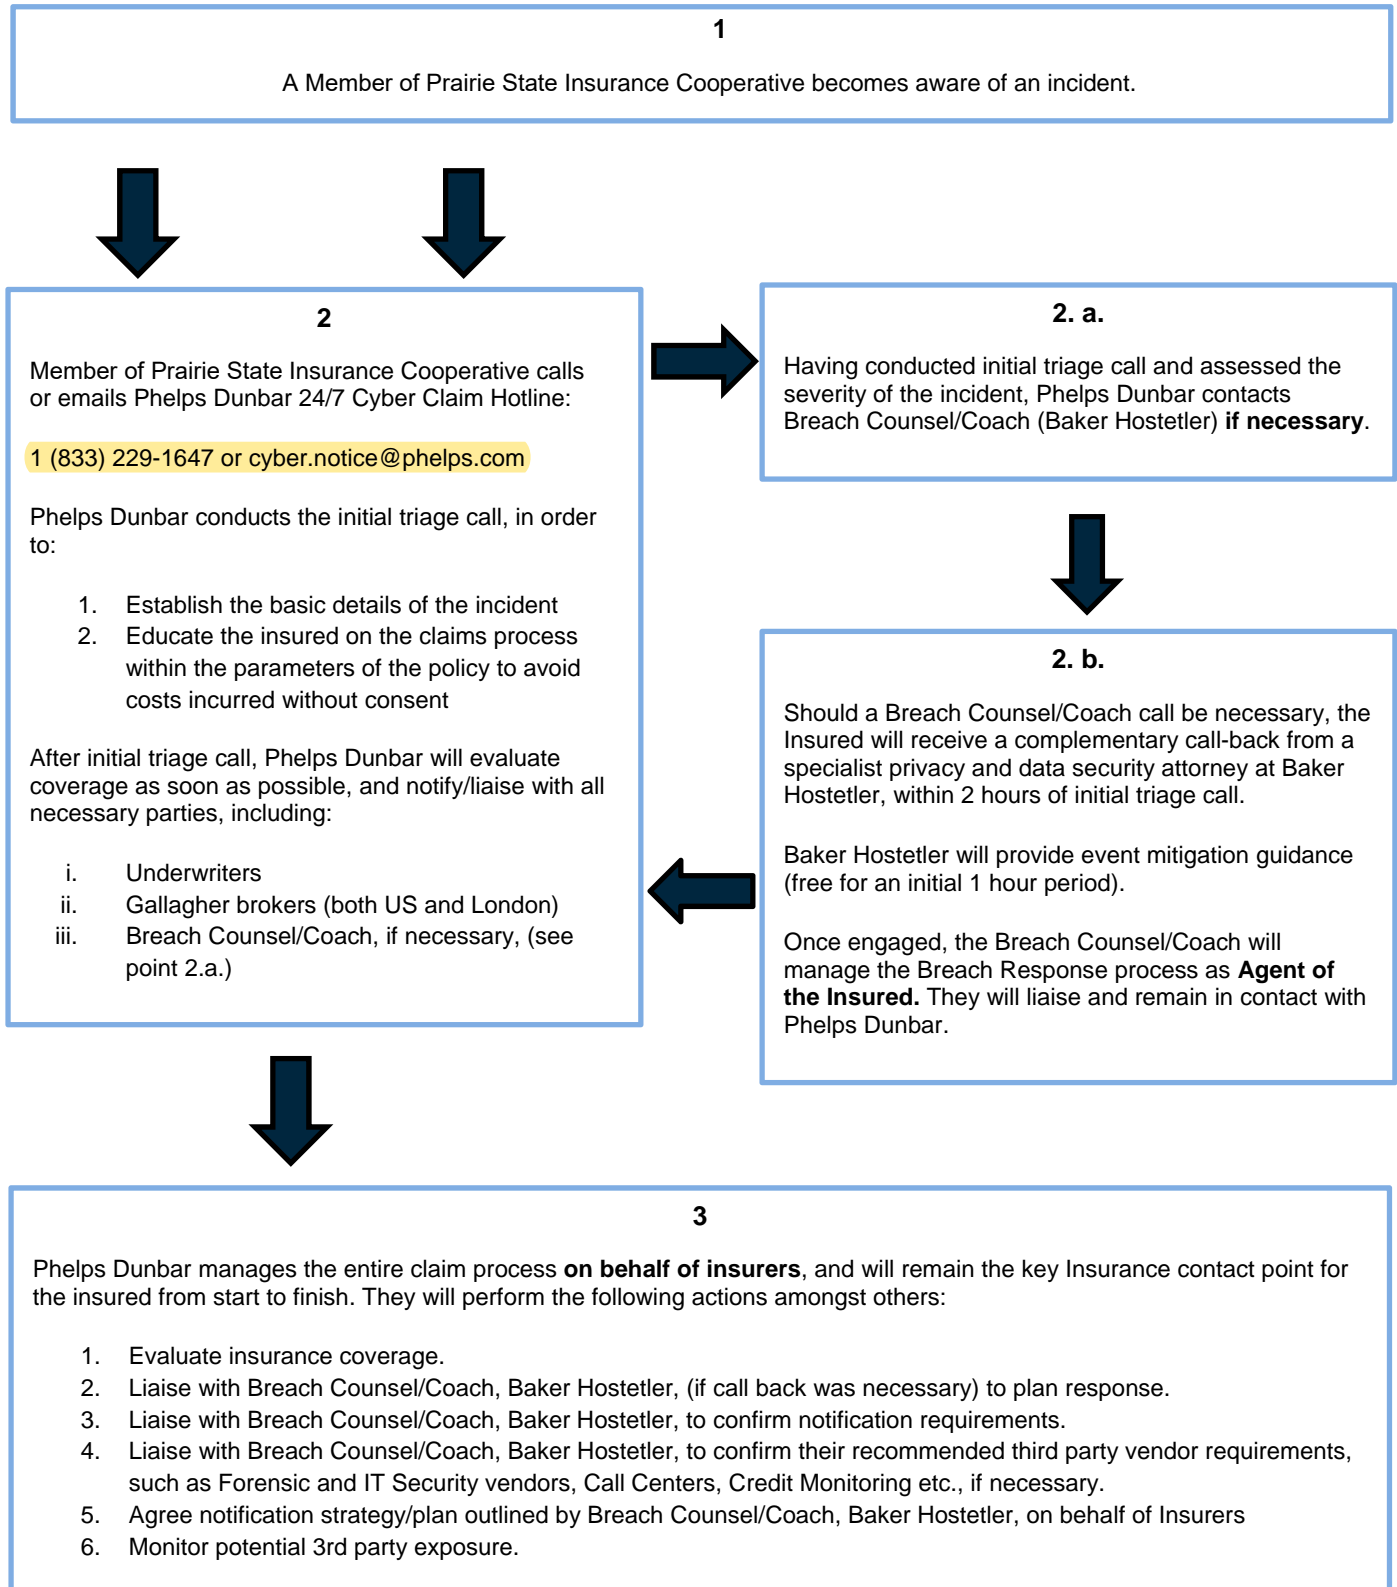 1
A Member of Prairie State Insurance Cooperative becomes aware of an incident.
2
Member of Prairie State Insurance Cooperative calls
or emails Phelps Dunbar 24/7 Cyber Claim Hotline:
1 (833) 229-1647 or cyber.notice@phelps.com
Phelps Dunbar conducts the initial triage call, in order
to:
1. Establish the basic details of the incident
2. Educate the insured on the claims process
within the parameters of the policy to avoid
costs incurred without consent
After initial triage call, Phelps Dunbar will evaluate
coverage as soon as possible, and notify/liaise with all
necessary parties, including:
i. Underwriters
ii. Gallagher brokers (both US and London)
iii. Breach Counsel/Coach, if necessary, (see
point 2.a.)
2. a.
Having conducted initial triage call and assessed the
severity of the incident, Phelps Dunbar contacts
Breach Counsel/Coach (Baker Hostetler) if necessary.
2. b.
Should a Breach Counsel/Coach call be necessary, the
Insured will receive a complementary call-back from a
specialist privacy and data security attorney at Baker
Hostetler, within 2 hours of initial triage call.
Baker Hostetler will provide event mitigation guidance
(free for an initial 1 hour period).
Once engaged, the Breach Counsel/Coach will
manage the Breach Response process as Agent of
the Insured. They will liaise and remain in contact with
Phelps Dunbar.
3
Phelps Dunbar manages the entire claim process on behalf of insurers, and will remain the key Insurance contact point for
the insured from start to finish. They will perform the following actions amongst others:
1. Evaluate insurance coverage.
2. Liaise with Breach Counsel/Coach, Baker Hostetler, (if call back was necessary) to plan response.
3. Liaise with Breach Counsel/Coach, Baker Hostetler, to confirm notification requirements.
4. Liaise with Breach Counsel/Coach, Baker Hostetler, to confirm their recommended third party vendor requirements,
such as Forensic and IT Security vendors, Call Centers, Credit Monitoring etc., if necessary.
5. Agree notification strategy/plan outlined by Breach Counsel/Coach, Baker Hostetler, on behalf of Insurers
6. Monitor potential 3rd party exposure.